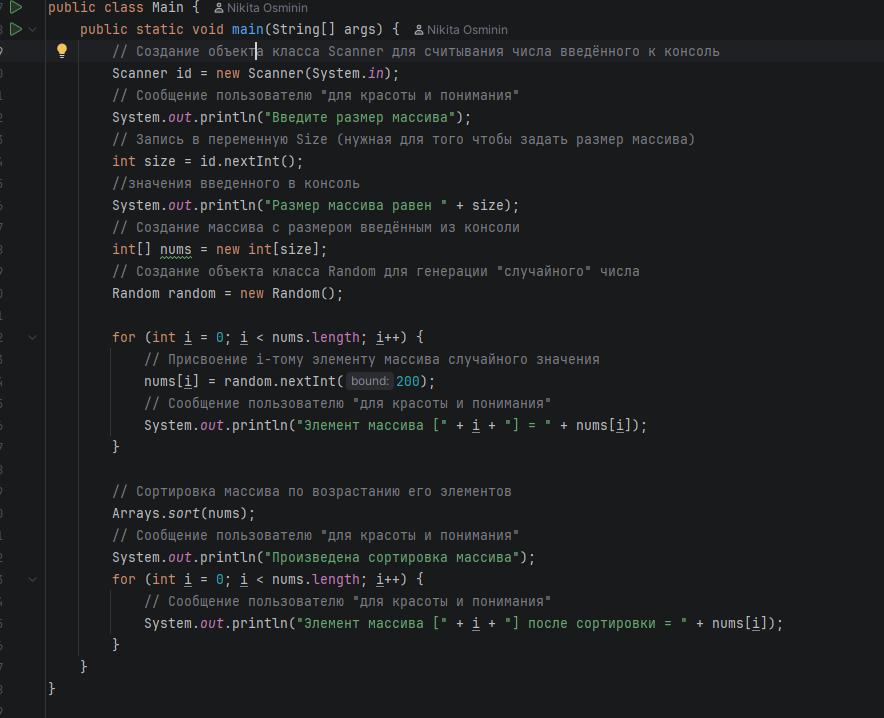 public class Main { Nikita Osminin
public static void main(String[] args) { Nikita Osminin
// Создание объекта класса Scanner для считывания числа введённого к консоль
Scanner id = new Scanner(System.in);
// Сообщение пользователю "для красоты и понимания"
System.out.println("Введите размер массива");
// Запись в переменную Size (нужная для того чтобы задать размер массива)
int size = id.nextInt();
//значения введенного в консоль
System.out.println("Размер массива равен " + size);
// Создание массива с размером введённым из консоли
int[] nums = new int[size];
// Создание объекта класса Random для генерации "случайного" числа
Random random = new Random();
for (int i = 0; i < nums.length; i++) {
// Присвоение i-тому элементу массива случайного значения
nums[i] = random.nextInt( bound: 200);
// Сообщение пользователю "для красоты и понимания"
System.out.println("Элемент массива [" + i + "] = " + nums[i]);
}
// Сортировка массива по возрастанию его элементов
Arrays.sort(nums);
// Сообщение пользователю "для красоты и понимания"
System.out.println("Произведена сортировка массива");
for (int i = 0; i < nums.length; i++) {
// Сообщение пользователю "для красоты и понимания"
System.out.println("Элемент массива [" + i + "] после сортировки = " + nums[i]);
}
}
}